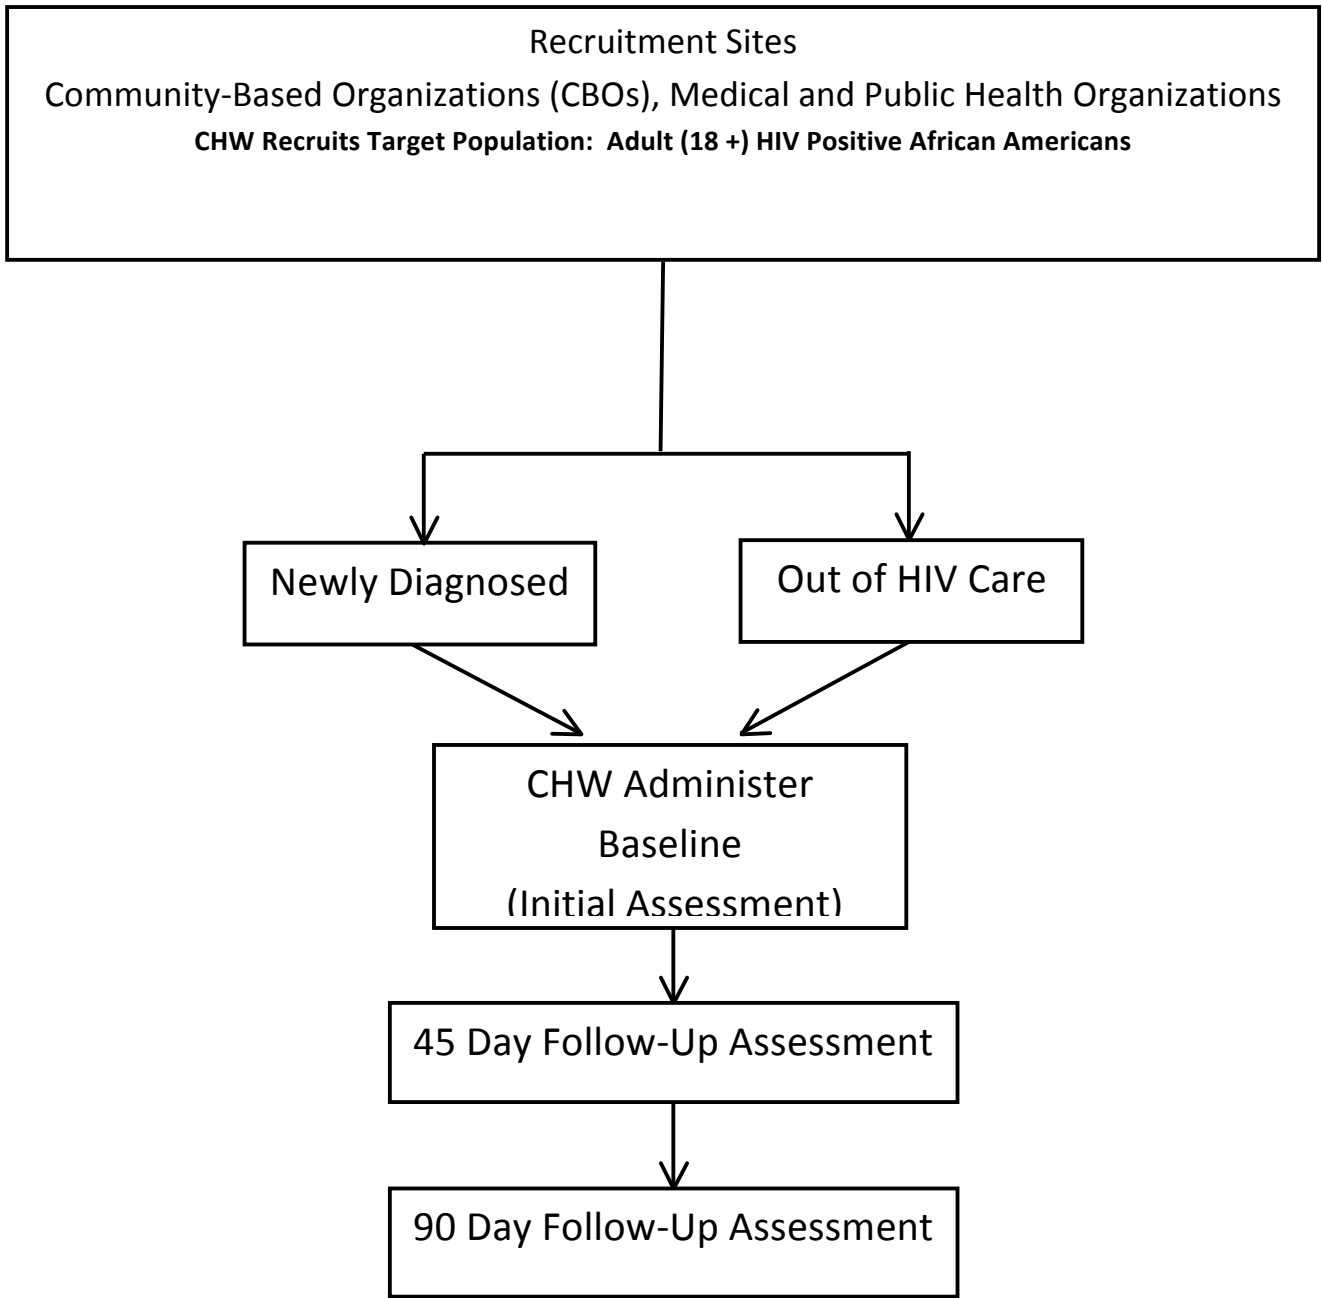 Recruitment Sites
Community-Based Organizations (CBOs), Medical and Public Health Organizations
CHW Recruits Target Population:  Adult (18 +) HIV Positive African Americans
Newly Diagnosed
Out of HIV Care
CHW Administer
Baseline
(Initial Assessment)
45 Day Follow-Up Assessment
90 Day Follow-Up Assessment